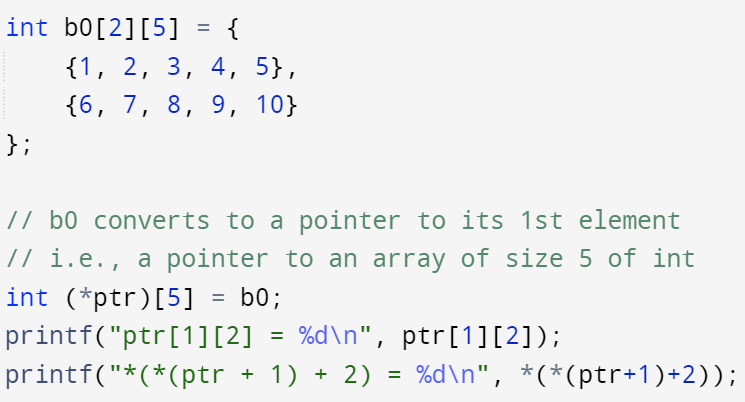 int b0[2][5] = {
    {1, 2, 3, 4, 5},
    {6, 7, 8, 9, 10}
};

// b0 converts to a pointer to its 1st element
// i.e., a pointer to an array of size 5 of int
int (*ptr)[5] = b0;
printf("ptr[1][2] = %d\n", ptr[1][2]);
printf("*(*(ptr + 1) + 2) = %d\n", *(*(ptr+1)+2));